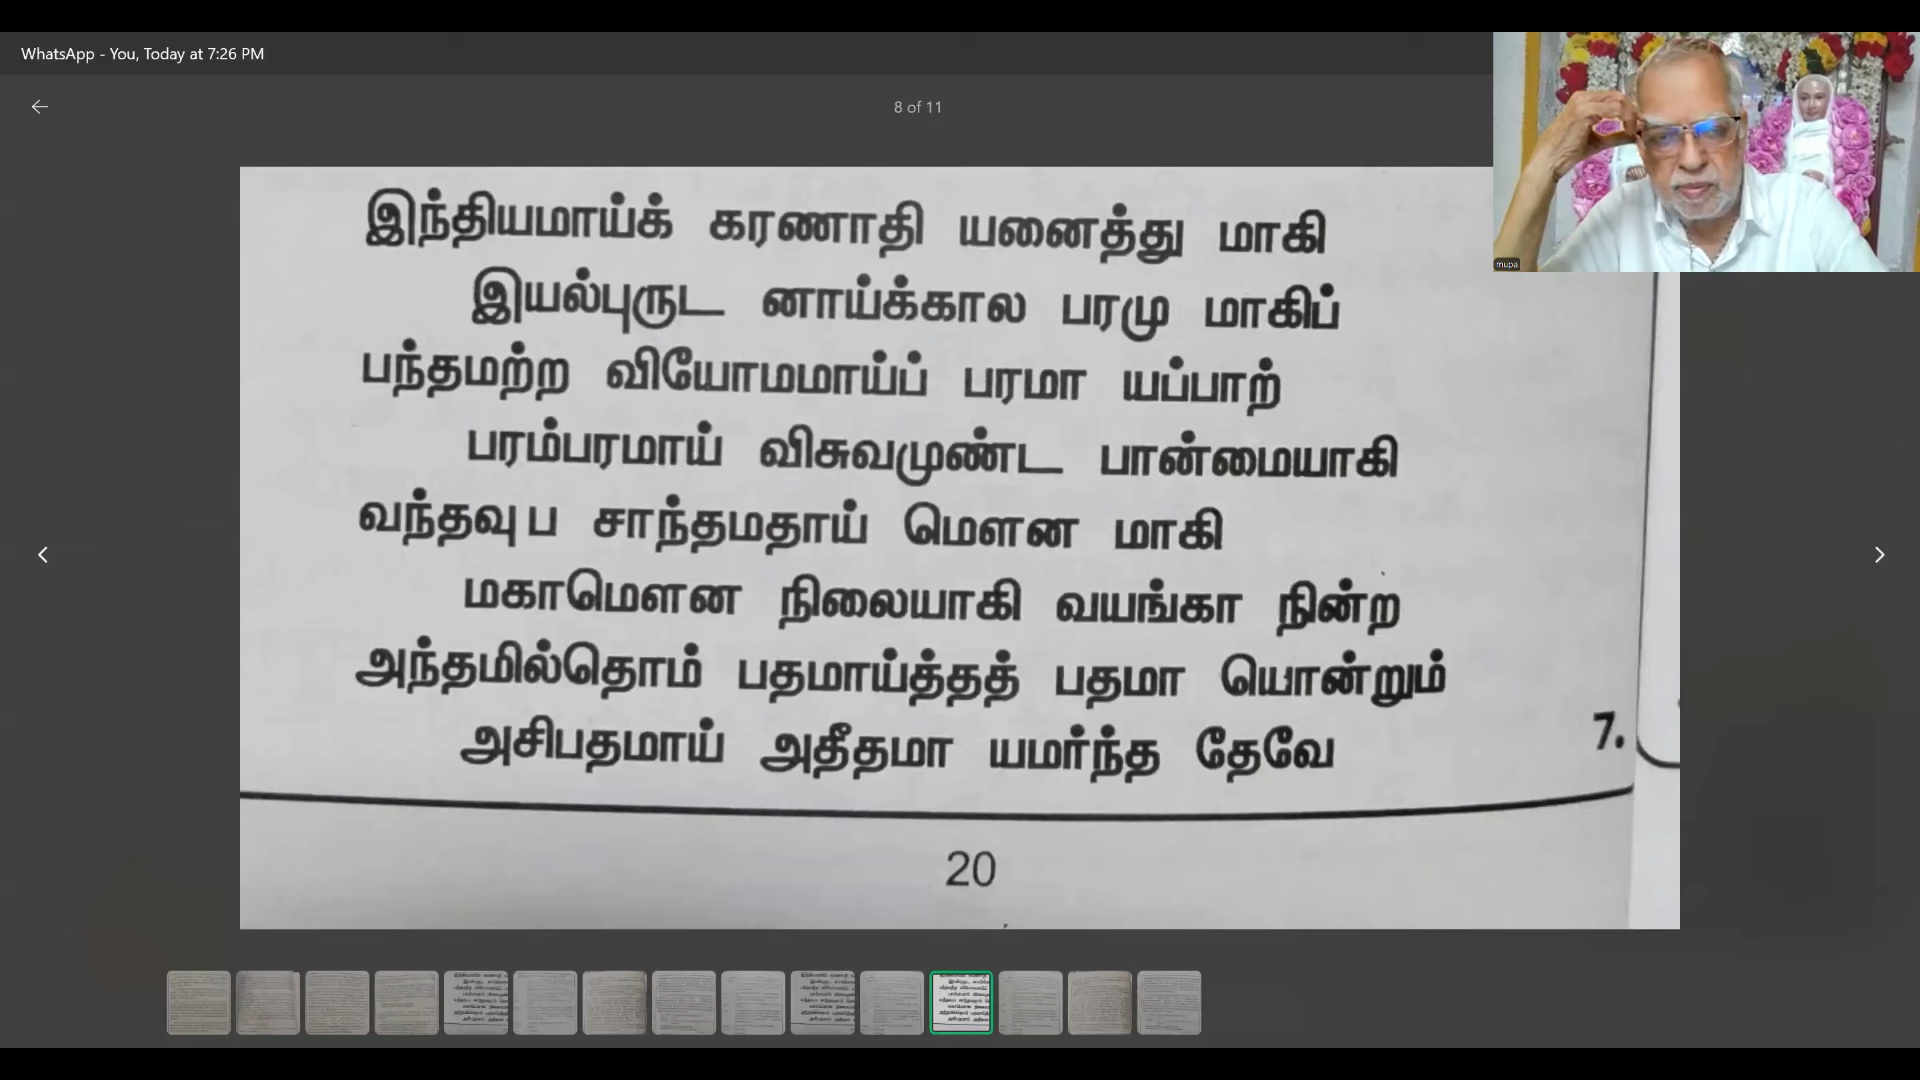 WhatsApp - You, Today at 7:26 PM
8 of 11
mupa
இந்தியமாய்க் கரணாதி யனைத்து மாகி
இயல்புருட னாய்க்கால பரமு மாகிப்
பந்தமற்ற வியோமமாய்ப் பரமா யப்பாற்
பரம்பரமாய் விசுவமுண்ட பான்மையாகி
வந்தவுப சாந்தமதாய் மௌன மாகி
மகாமௌன நிலையாகி வயங்கா நின்ற
அந்தமில்தொம் பதமாய்த்தத் பதமா யொன்றும்
அசிபதமாய் அதீதமா யமர்ந்த தேவே 7.
20